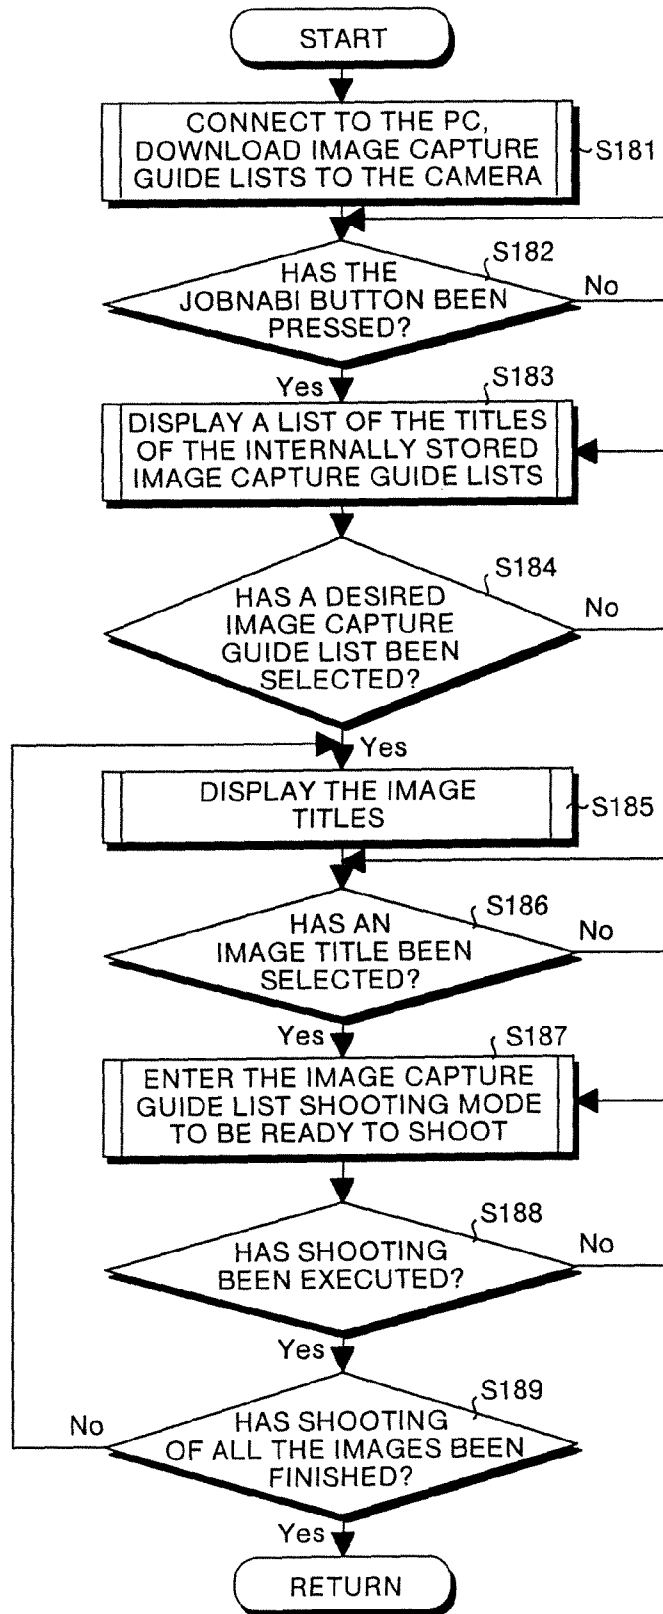 START
CONNECT TO THE PC,
DOWNLOAD IMAGE CAPTURE
GUIDE LISTS TO THE CAMERA
S181
S182
HAS THE
JOBNABI BUTTON BEEN
PRESSED?
No
Yes
S183
DISPLAY A LIST OF THE TITLES
OF THE INTERNALLY STORED
IMAGE CAPTURE GUIDE LISTS
S184
HAS A DESIRED
IMAGE CAPTURE
GUIDE LIST BEEN
SELECTED?
No
Yes
DISPLAY THE IMAGE
TITLES
S185
S186
HAS AN
IMAGE TITLE BEEN
SELECTED?
No
Yes
S187
ENTER THE IMAGE CAPTURE
GUIDE LIST SHOOTING MODE
TO BE READY TO SHOOT
S188
HAS SHOOTING
BEEN EXECUTED?
No
Yes
S189
HAS SHOOTING
OF ALL THE IMAGES BEEN
FINISHED?
No
Yes
RETURN